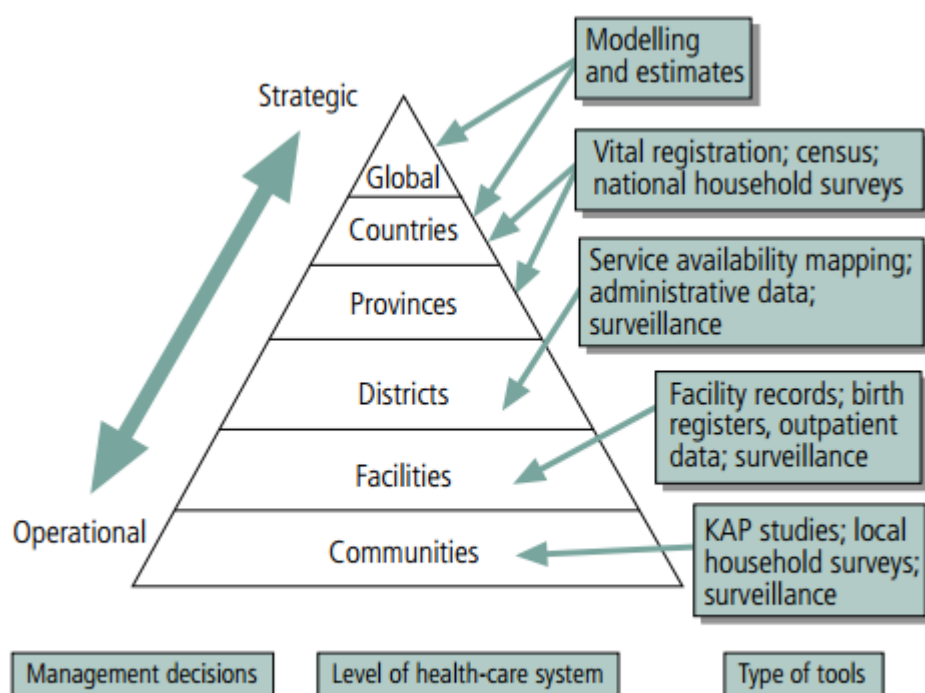 Strategic
Operational
Global
Countries
Provinces
Districts
Facilities
Communities
Modelling
and estimates
Vital registration; census;
national household surveys
Service availability mapping;
administrative data;
surveillance
Facility records; birth
registers, outpatient
data; surveillance
KAP studies; local
household surveys;
surveillance
Management decisions
Level of health-care system
Type of tools